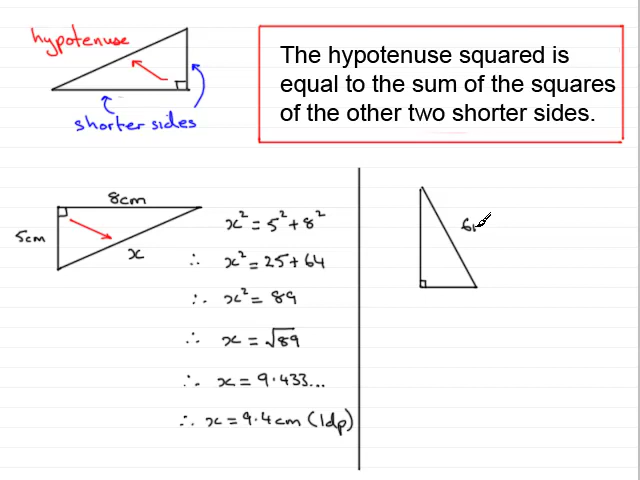 hypotenuse
shorter sides
The hypotenuse squared is
equal to the sum of the squares
of the other two shorter sides.
8cm
5cm
x
x² = 5² + 8²
∴ x² = 25 + 64
∴ x² = 89
∴ x = √89
∴ x = 9.433...
∴ x = 9.4cm (1dp)
6